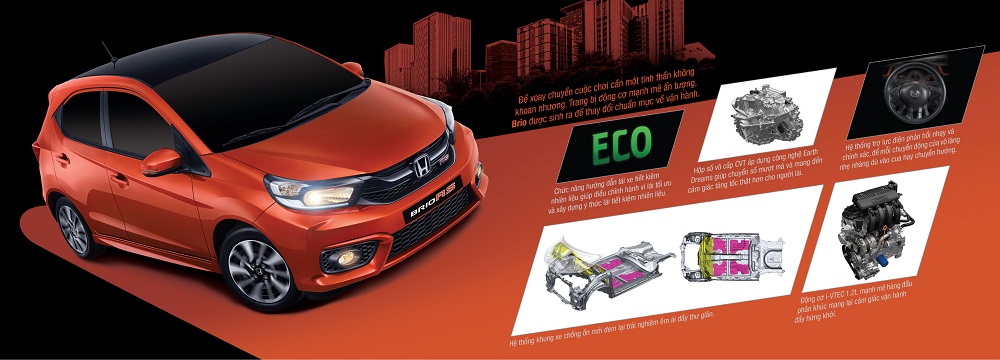 Để xoay chuyển cuộc chơi cần một tinh thần không
khoan nhượng. Trang bị động cơ mạnh mẽ ấn tượng,
Brio được sinh ra để thay đổi chuẩn mực về vận hành.
ECO
Chức năng hướng dẫn lái xe tiết kiệm
nhiên liệu giúp điều chỉnh hành vi lái tối ưu
và xây dựng ý thức lái tiết kiệm nhiên liệu.
Hộp số vô cấp CVT áp dụng công nghệ Earth
Dreams giúp chuyển số mượt mà và mang đến
cảm giác tăng tốc thật hơn cho người lái.
Hệ thống trợ lực điện phản hồi nhạy và
chính xác, để mỗi chuyển động của vô lăng
nhẹ nhàng dù vào cua hay chuyển hướng.
BRIO RS
RS
Hệ thống khung xe chống ồn mới đem lại trải nghiệm êm ái đầy thư giãn.
Động cơ i-VTEC 1.2L mạnh mẽ hàng đầu
phân khúc mang lại cảm giác vận hành
đầy hứng khởi.